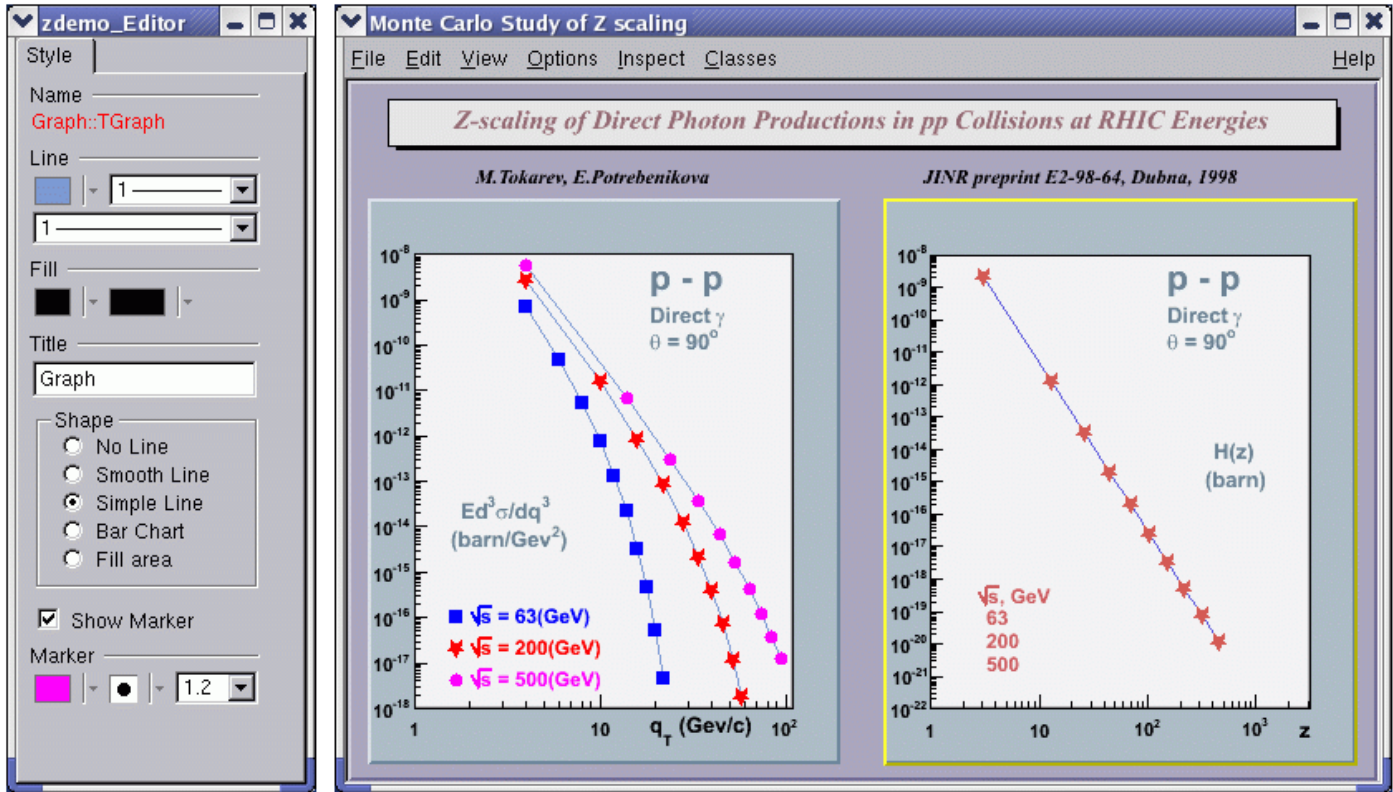 zdemo_Editor
Style
Name
Graph::TGraph
Line
1
1
Fill
Title
Graph
Shape
No Line
Smooth Line
Simple Line
Bar Chart
Fill area
Show Marker
Marker
1.2
Monte Carlo Study of Z scaling
File Edit View Options Inspect Classes Help
Z-scaling of Direct Photon Productions in pp Collisions at RHIC Energies
M.Tokarev, E.Potrebenikova
JINR preprint E2-98-64, Dubna, 1998
10⁻⁸
10⁻⁹
10⁻¹⁰
10⁻¹¹
10⁻¹²
10⁻¹³
10⁻¹⁴
10⁻¹⁵
10⁻¹⁶
10⁻¹⁷
10⁻¹⁸
p - p
Direct γ
θ = 90°
Ed³σ/dq³
(barn/Gev²)
√s = 63(GeV)
√s = 200(GeV)
√s = 500(GeV)
1 10 q_T (Gev/c) 10²
10⁻⁸
10⁻⁹
10⁻¹⁰
10⁻¹¹
10⁻¹²
10⁻¹³
10⁻¹⁴
10⁻¹⁵
10⁻¹⁶
10⁻¹⁷
10⁻¹⁸
10⁻¹⁹
10⁻²⁰
10⁻²¹
10⁻²²
p - p
Direct γ
θ = 90°
H(z)
(barn)
√s, GeV
63
200
500
1 10 10² 10³ z